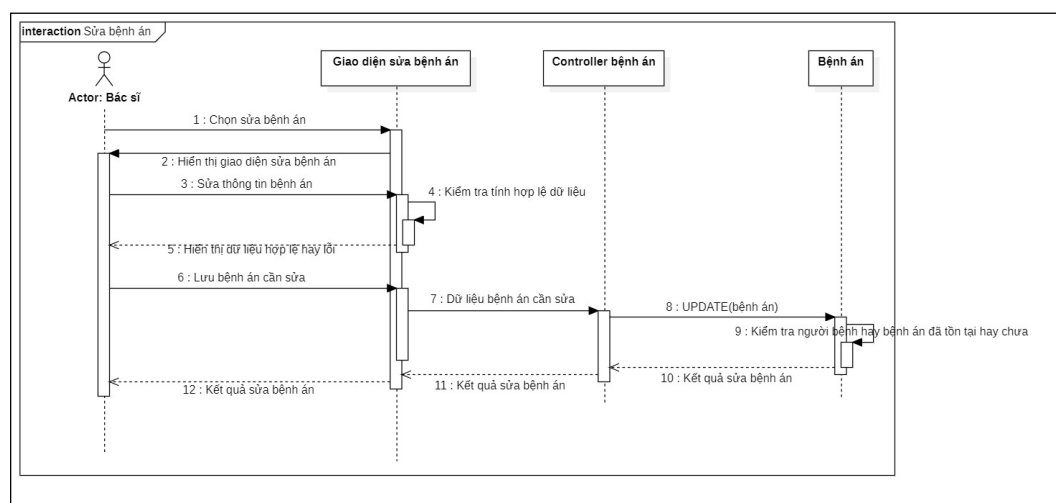 interaction Sửa bệnh án
Actor: Bác sĩ
Giao diện sửa bệnh án
Controller bệnh án
Bệnh án
1 : Chọn sửa bệnh án
2 : Hiển thị giao diện sửa bệnh án
3 : Sửa thông tin bệnh án
4 : Kiểm tra tính hợp lệ dữ liệu
5 : Hiển thị dữ liệu hợp lệ hay lỗi
6 : Lưu bệnh án cần sửa
7 : Dữ liệu bệnh án cần sửa
8 : UPDATE(bệnh án)
9 : Kiểm tra người bệnh hay bệnh án đã tồn tại hay chưa
10 : Kết quả sửa bệnh án
11 : Kết quả sửa bệnh án
12 : Kết quả sửa bệnh án